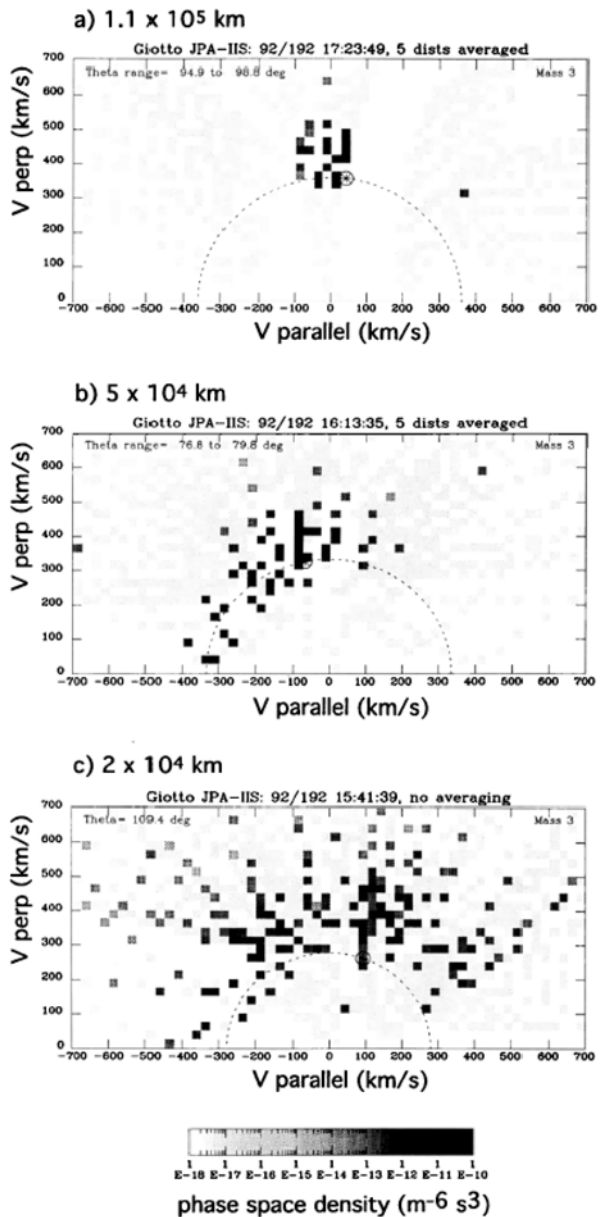 a) 1.1 x 10⁵ km
Giotto JPA-IIS: 92/192 17:23:49, 5 dists averaged
Theta range= 94.9 to 98.8 deg Mass 3
V perp (km/s)
700
600
500
400
300
200
100
0
-700 -600 -500 -400 -300 -200 -100 0 100 200 300 400 500 600 700
V parallel (km/s)
b) 5 x 10⁴ km
Giotto JPA-IIS: 92/192 16:13:35, 5 dists averaged
Theta range= 76.8 to 79.8 deg Mass 3
V perp (km/s)
700
600
500
400
300
200
100
0
-700 -600 -500 -400 -300 -200 -100 0 100 200 300 400 500 600 700
V parallel (km/s)
c) 2 x 10⁴ km
Giotto JPA-IIS: 92/192 15:41:39, no averaging
Theta= 109.4 deg Mass 3
V perp (km/s)
700
600
500
400
300
200
100
0
-700 -600 -500 -400 -300 -200 -100 0 100 200 300 400 500 600 700
V parallel (km/s)
1 1 1 1 1 1 1 1 1
E-18 E-17 E-16 E-15 E-14 E-13 E-12 E-11 E-10
phase space density (m⁻⁶ s³)